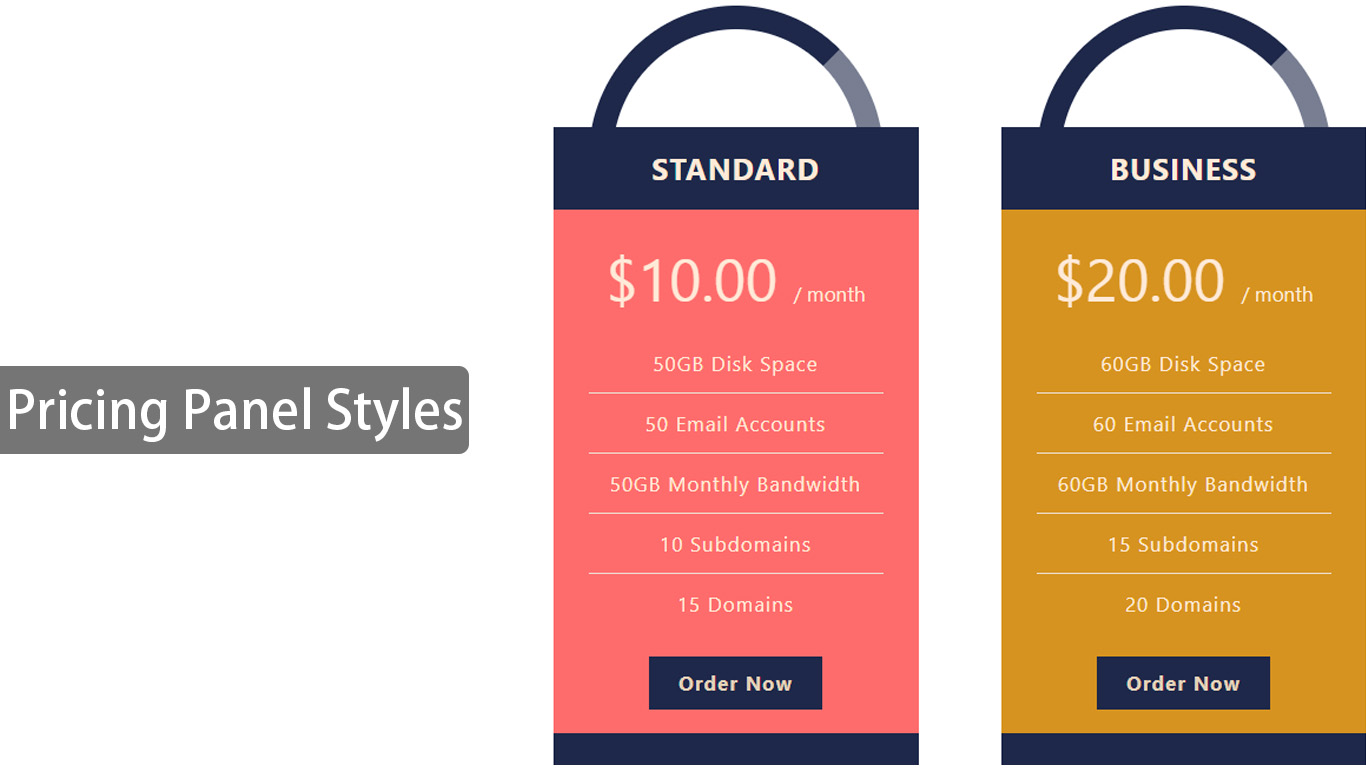 Pricing Panel Styles
STANDARD
$10.00 / month
50GB Disk Space
50 Email Accounts
50GB Monthly Bandwidth
10 Subdomains
15 Domains
Order Now
BUSINESS
$20.00 / month
60GB Disk Space
60 Email Accounts
60GB Monthly Bandwidth
15 Subdomains
20 Domains
Order Now